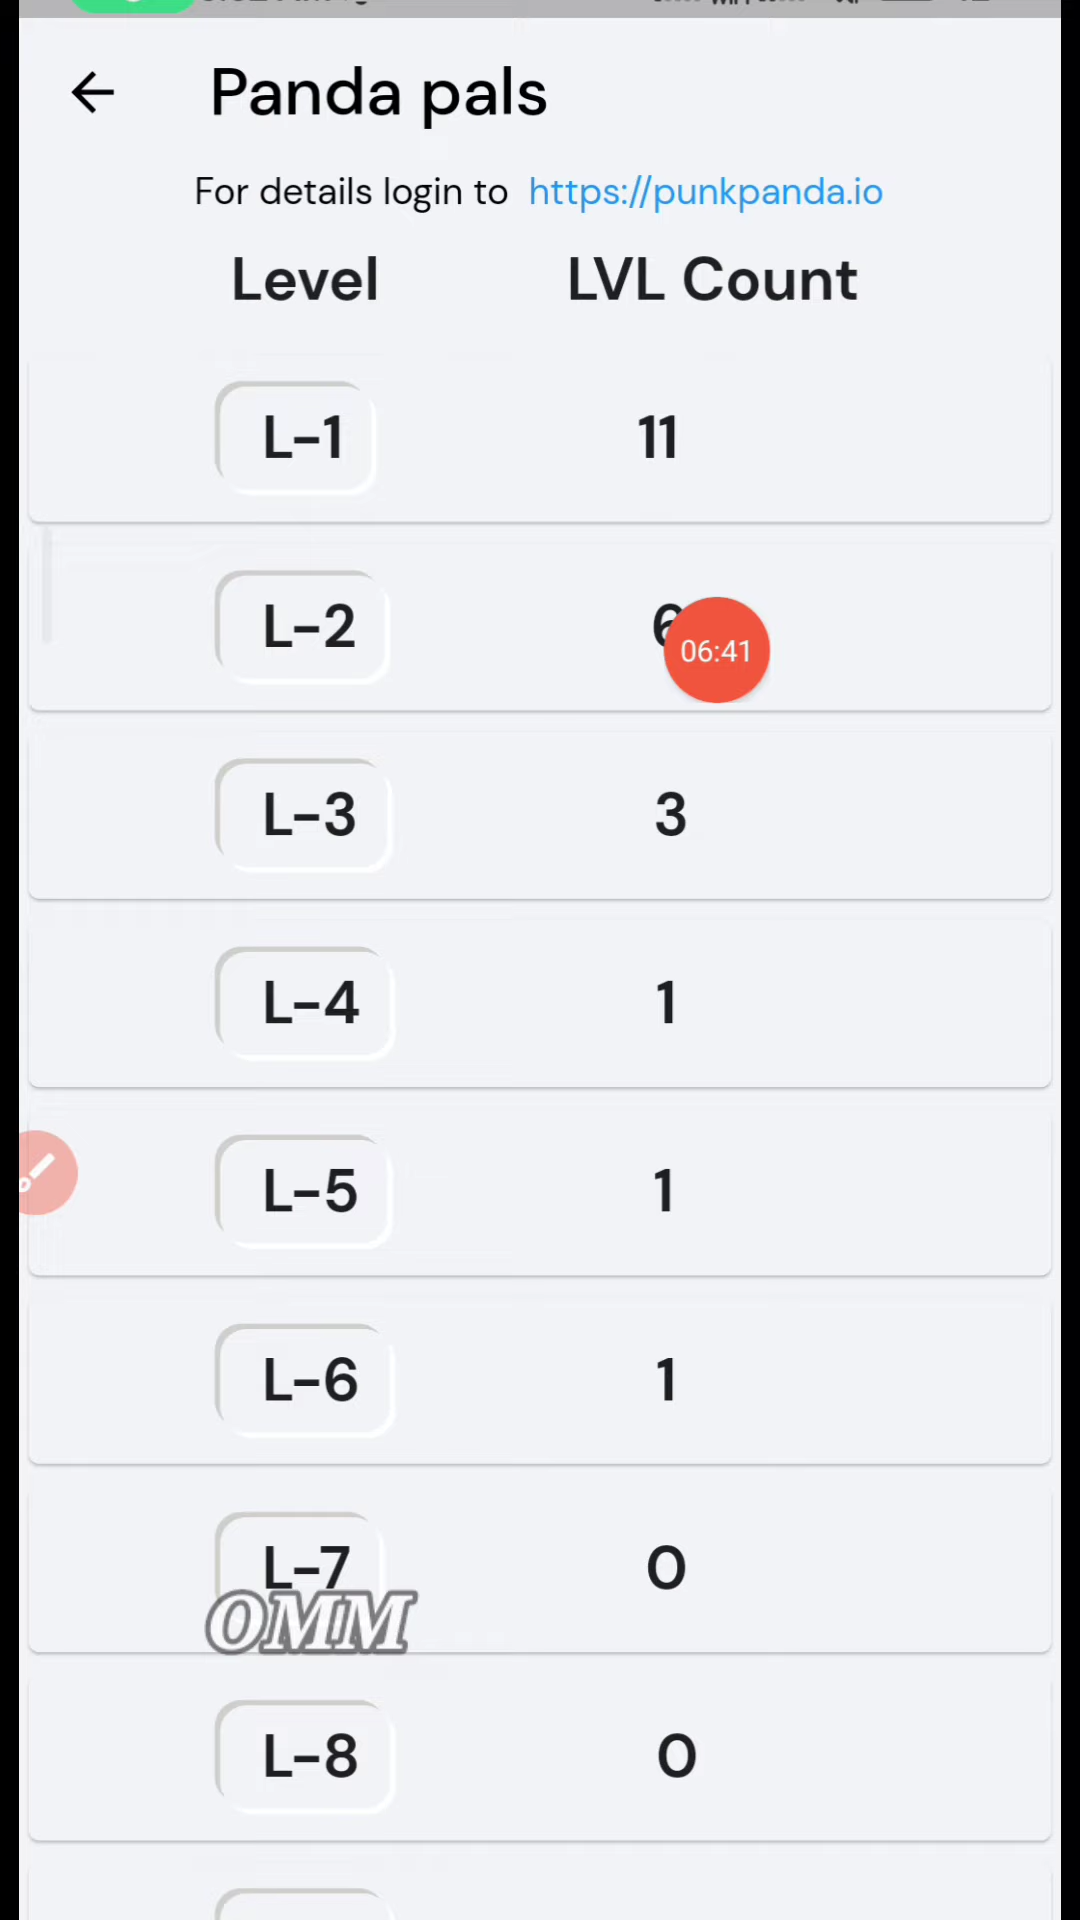 Panda pals
For details login to https://punkpanda.io
Level LVL Count
L-1 11
L-2 6
06:41
L-3 3
L-4 1
L-5 1
L-6 1
L-7 0
OMM
L-8 0